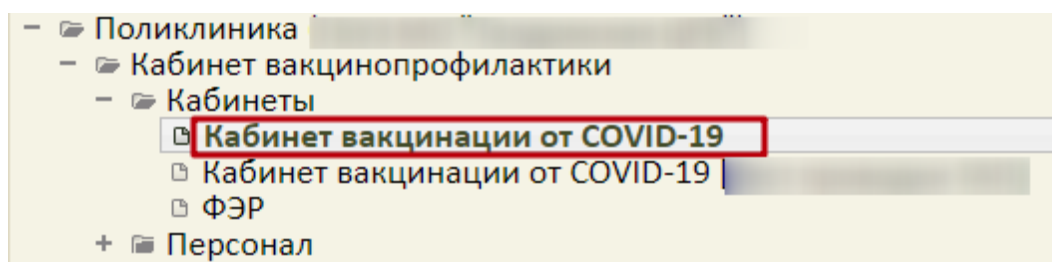 Поликлиника
Кабинет вакцинопрофилактики
Кабинеты
Кабинет вакцинации от COVID-19
Кабинет вакцинации от COVID-19
ФЭР
Персонал